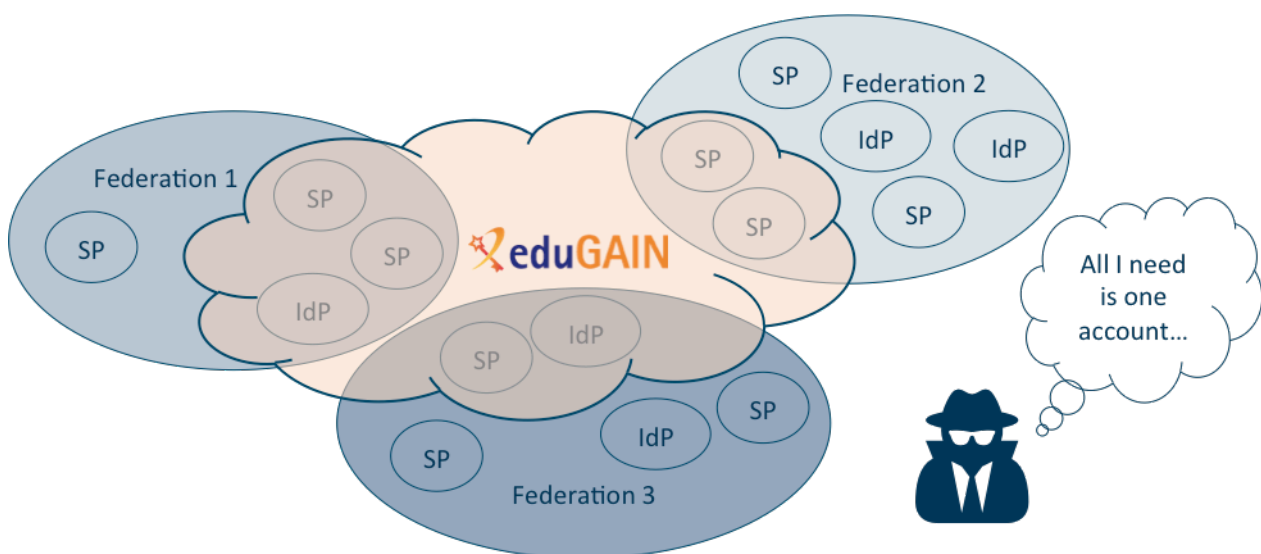 Federation 1
SP
SP
SP
IdP
eduGAIN
SP
Federation 2
IdP
IdP
SP
SP
SP
SP
IdP
SP
IdP
SP
Federation 3
All I need
is one
account...